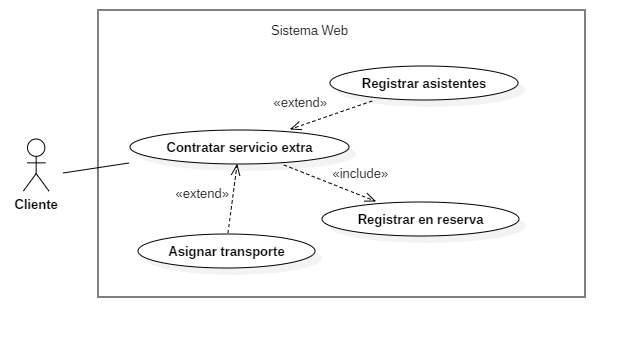 Sistema Web
Registrar asistentes
«extend»
Contratar servicio extra
«include»
Cliente
«extend»
Registrar en reserva
Asignar transporte